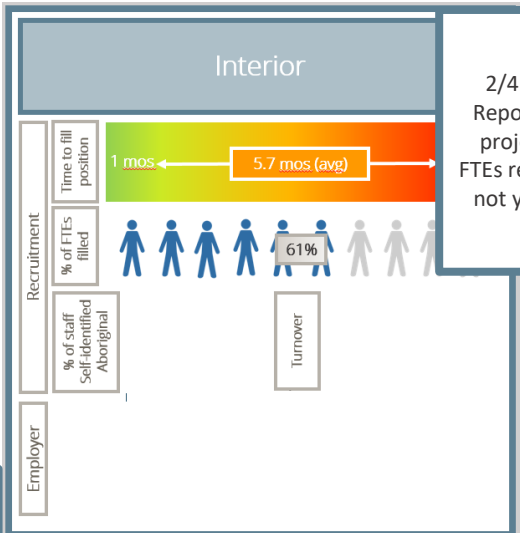 Interior
2/4
Repo
proj
FTEs re
not y
Recruitment
Time to fill
position
1 mos
5.7 mos (avg)
% of FTEs
filled
61%
% of staff
Self-identified
Aboriginal
Turnover
Employer